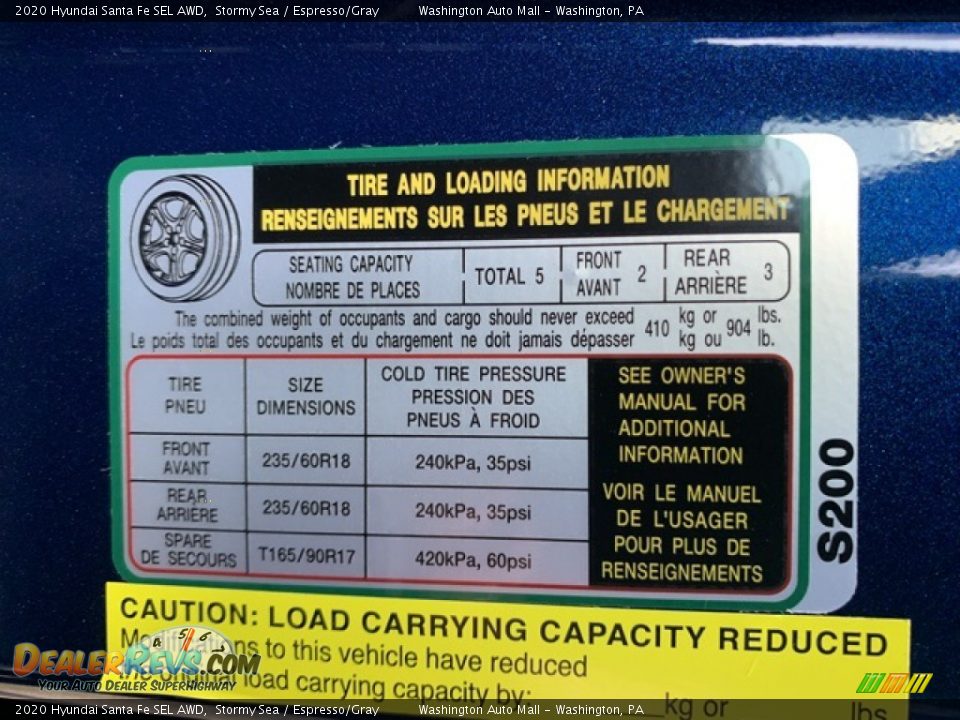 2020 Hyundai Santa Fe SEL AWD, Stormy Sea / Espresso/Gray Washington Auto Mall - Washington, PA
TIRE AND LOADING INFORMATION
RENSEIGNEMENTS SUR LES PNEUS ET LE CHARGEMENT
SEATING CAPACITY
NOMBRE DE PLACES
TOTAL 5
FRONT
AVANT 2
REAR
ARRIÈRE 3
The combined weight of occupants and cargo should never exceed 410 kg or 904 lbs.
Le poids total des occupants et du chargement ne doit jamais dépasser kg ou lb.
TIRE
PNEU
SIZE
DIMENSIONS
COLD TIRE PRESSURE
PRESSION DES
PNEUS À FROID
FRONT
AVANT
235/60R18
240kPa, 35psi
REAR
ARRIÈRE
235/60R18
240kPa, 35psi
SPARE
DE SECOURS
T165/90R17
420kPa, 60psi
SEE OWNER'S
MANUAL FOR
ADDITIONAL
INFORMATION
VOIR LE MANUEL
DE L'USAGER
POUR PLUS DE
RENSEIGNEMENTS
S200
CAUTION: LOAD CARRYING CAPACITY REDUCED
Modifications to this vehicle have reduced
the original load carrying capacity by: kg or
lbs
DEALERREVS.COM
Your Auto Dealer SuperHighway
2020 Hyundai Santa Fe SEL AWD, Stormy Sea / Espresso/Gray Washington Auto Mall - Washington, PA